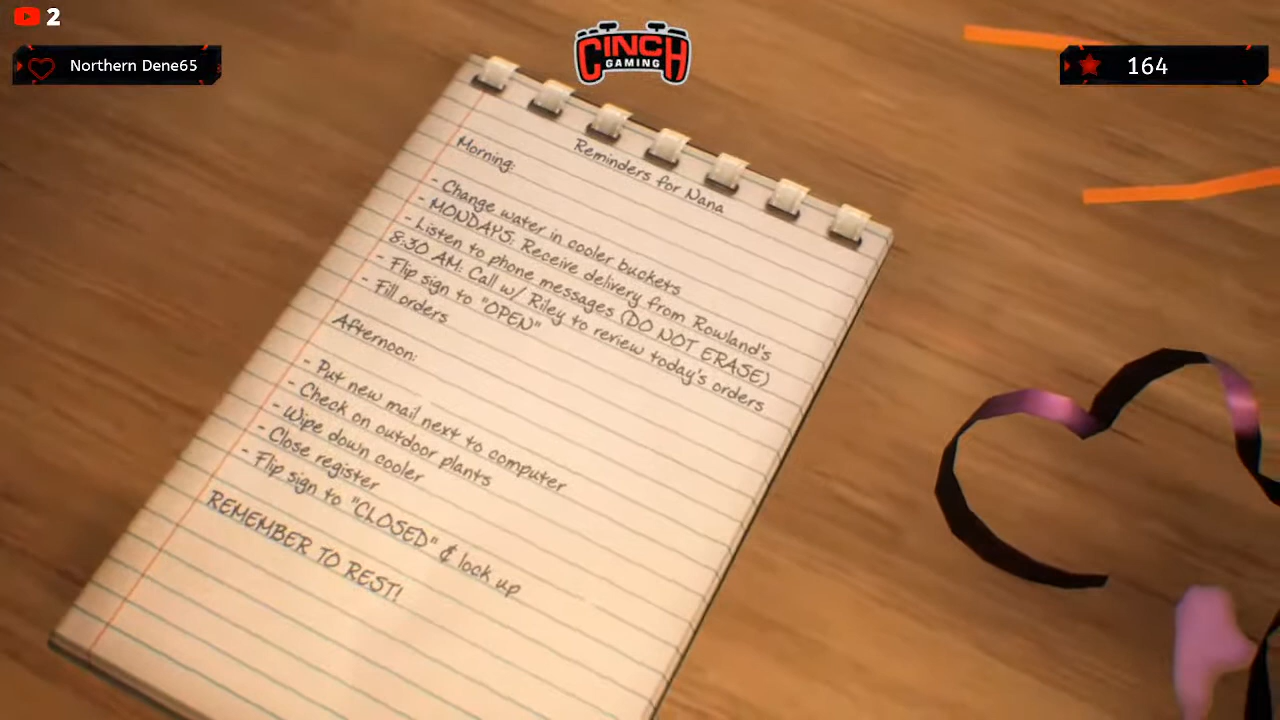 2
Northern Dene65
CINCH
GAMING
164
Reminders for Nana
Morning:
- Change water in cooler buckets
- MONDAYS: Receive delivery from Rowland's
- Listen to phone messages (DO NOT ERASE)
8:30 AM: Call w/ Riley to review today's orders
- Flip sign to "OPEN"
- Fill orders
Afternoon:
- Put new mail next to computer
- Check on outdoor plants
- Wipe down cooler
- Close register
- Flip sign to "CLOSED" & lock up
REMEMBER TO REST!